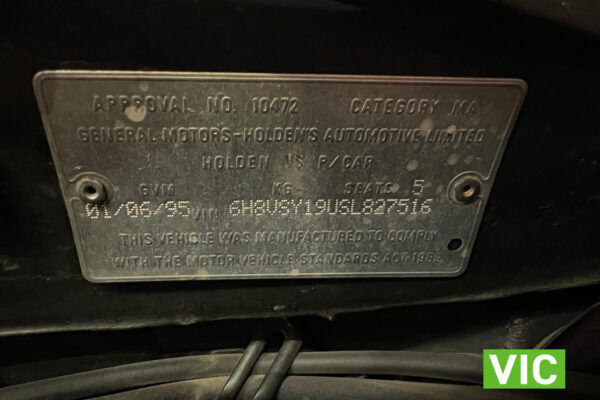 APPROVAL NO. 10472 CATEGORY MA
GENERAL MOTORS-HOLDEN'S AUTOMOTIVE LIMITED
HOLDEN VS P/CAR
GVM KG SEATS 5
01/06/95 VIN 6H8VSY19USL827516
THIS VEHICLE WAS MANUFACTURED TO COMPLY
WITH THE MOTOR VEHICLE STANDARDS ACT 1989
VIC